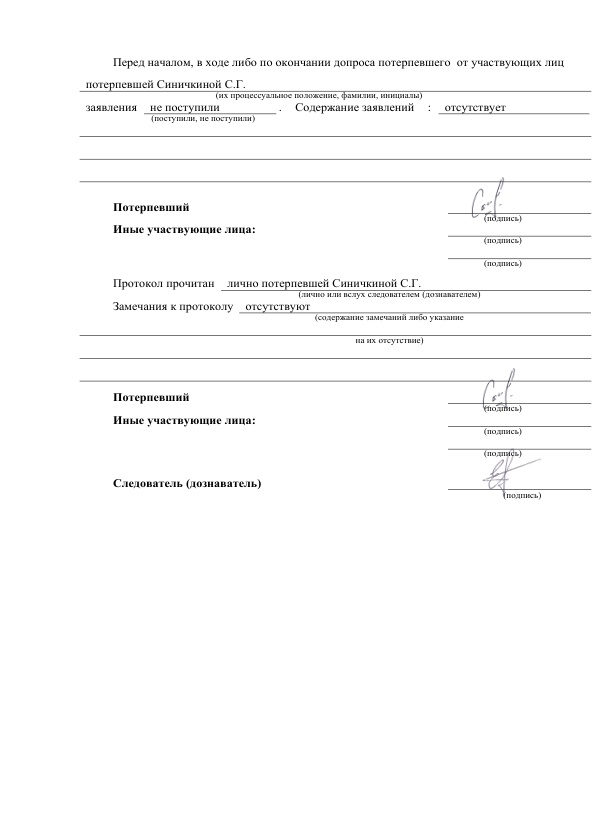 Перед началом, в ходе либо по окончании допроса потерпевшего от участвующих лиц
потерпевшей Синичкиной С.Г.
(их процессуальное положение, фамилии, инициалы)
заявления не поступили . Содержание заявлений : отсутствует
(поступили, не поступили)
Потерпевший
(подпись)
Иные участвующие лица:
(подпись)
(подпись)
Протокол прочитан лично потерпевшей Синичкиной С.Г.
(лично или вслух следователем (дознавателем)
Замечания к протоколу отсутствуют
(содержание замечаний либо указание
на их отсутствие)
Потерпевший
(подпись)
Иные участвующие лица:
(подпись)
(подпись)
Следователь (дознаватель)
(подпись)